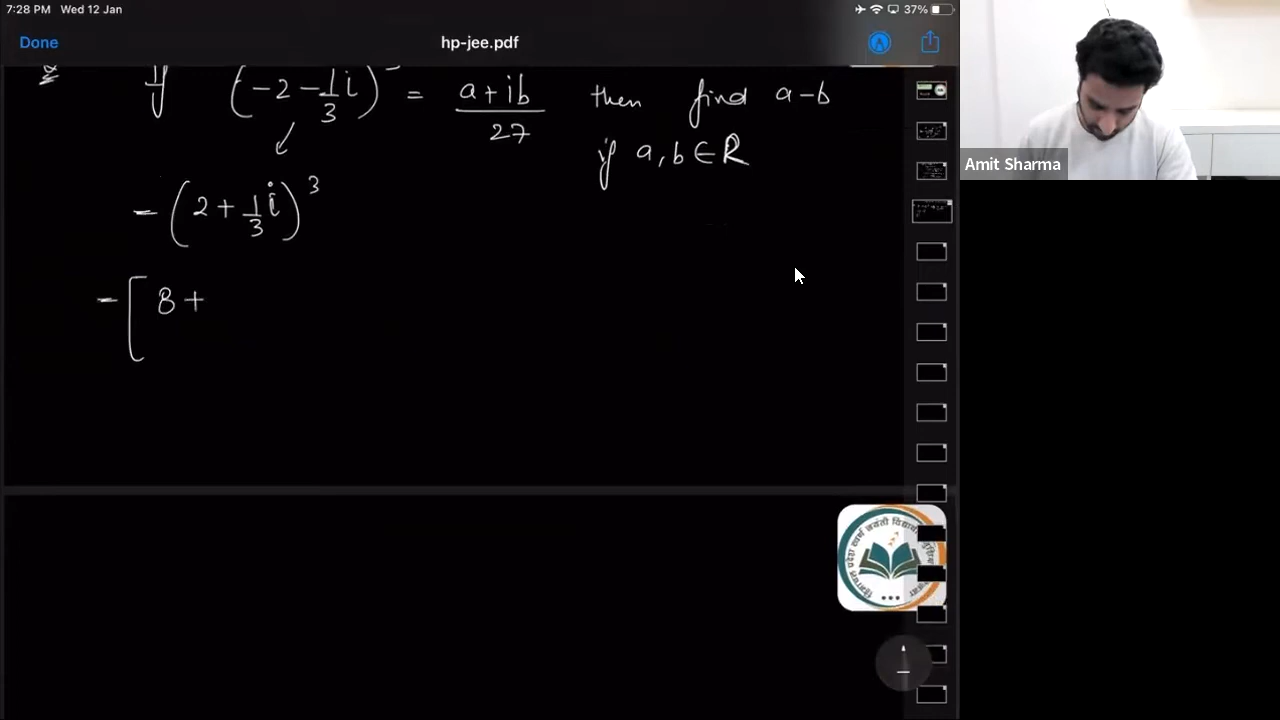 7:28 PM Wed 12 Jan
37%
Done
hp-jee.pdf
If (-2 - 1/3 i)³ = a+ib/27 then find a-b
if a, b ∈ R
Amit Sharma
- (2 + 1/3 i)³
- [ 8 +